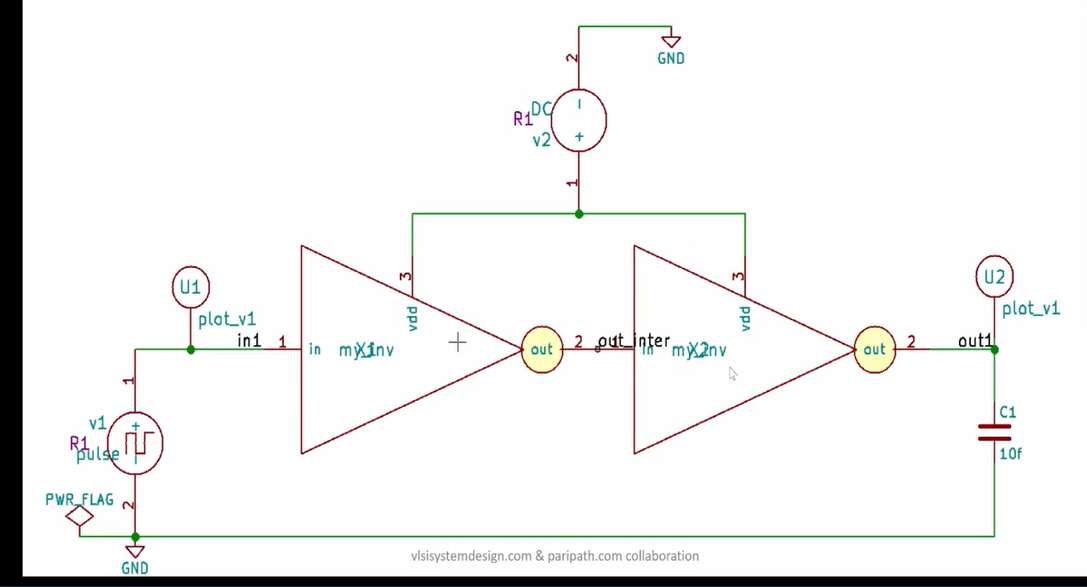 2
GND
R1
DC
v2
1
3
3
U1
U2
plot_v1
plot_v1
in1
1
in
my_inv
X1
vdd
out
2
1
out_inter
in
my_inv
X2
vdd
out
2
out1
1
v1
R1
pulse
C1
10f
PWR_FLAG
2
GND
vlsisystemdesign.com & paripath.com collaboration